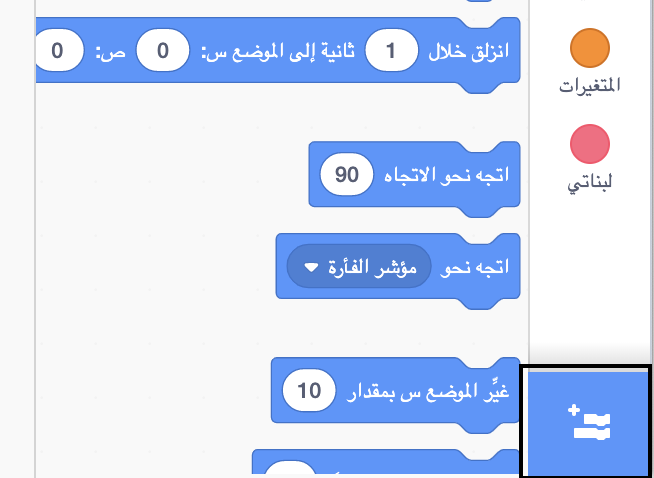 انزلق خلال 1 ثانية إلى الموضع س: 0 ص: 0
المتغيرات
لبناتي
اتجه نحو الاتجاه 90
اتجه نحو مؤشر الفأرة
غيِّر الموضع س بمقدار 10